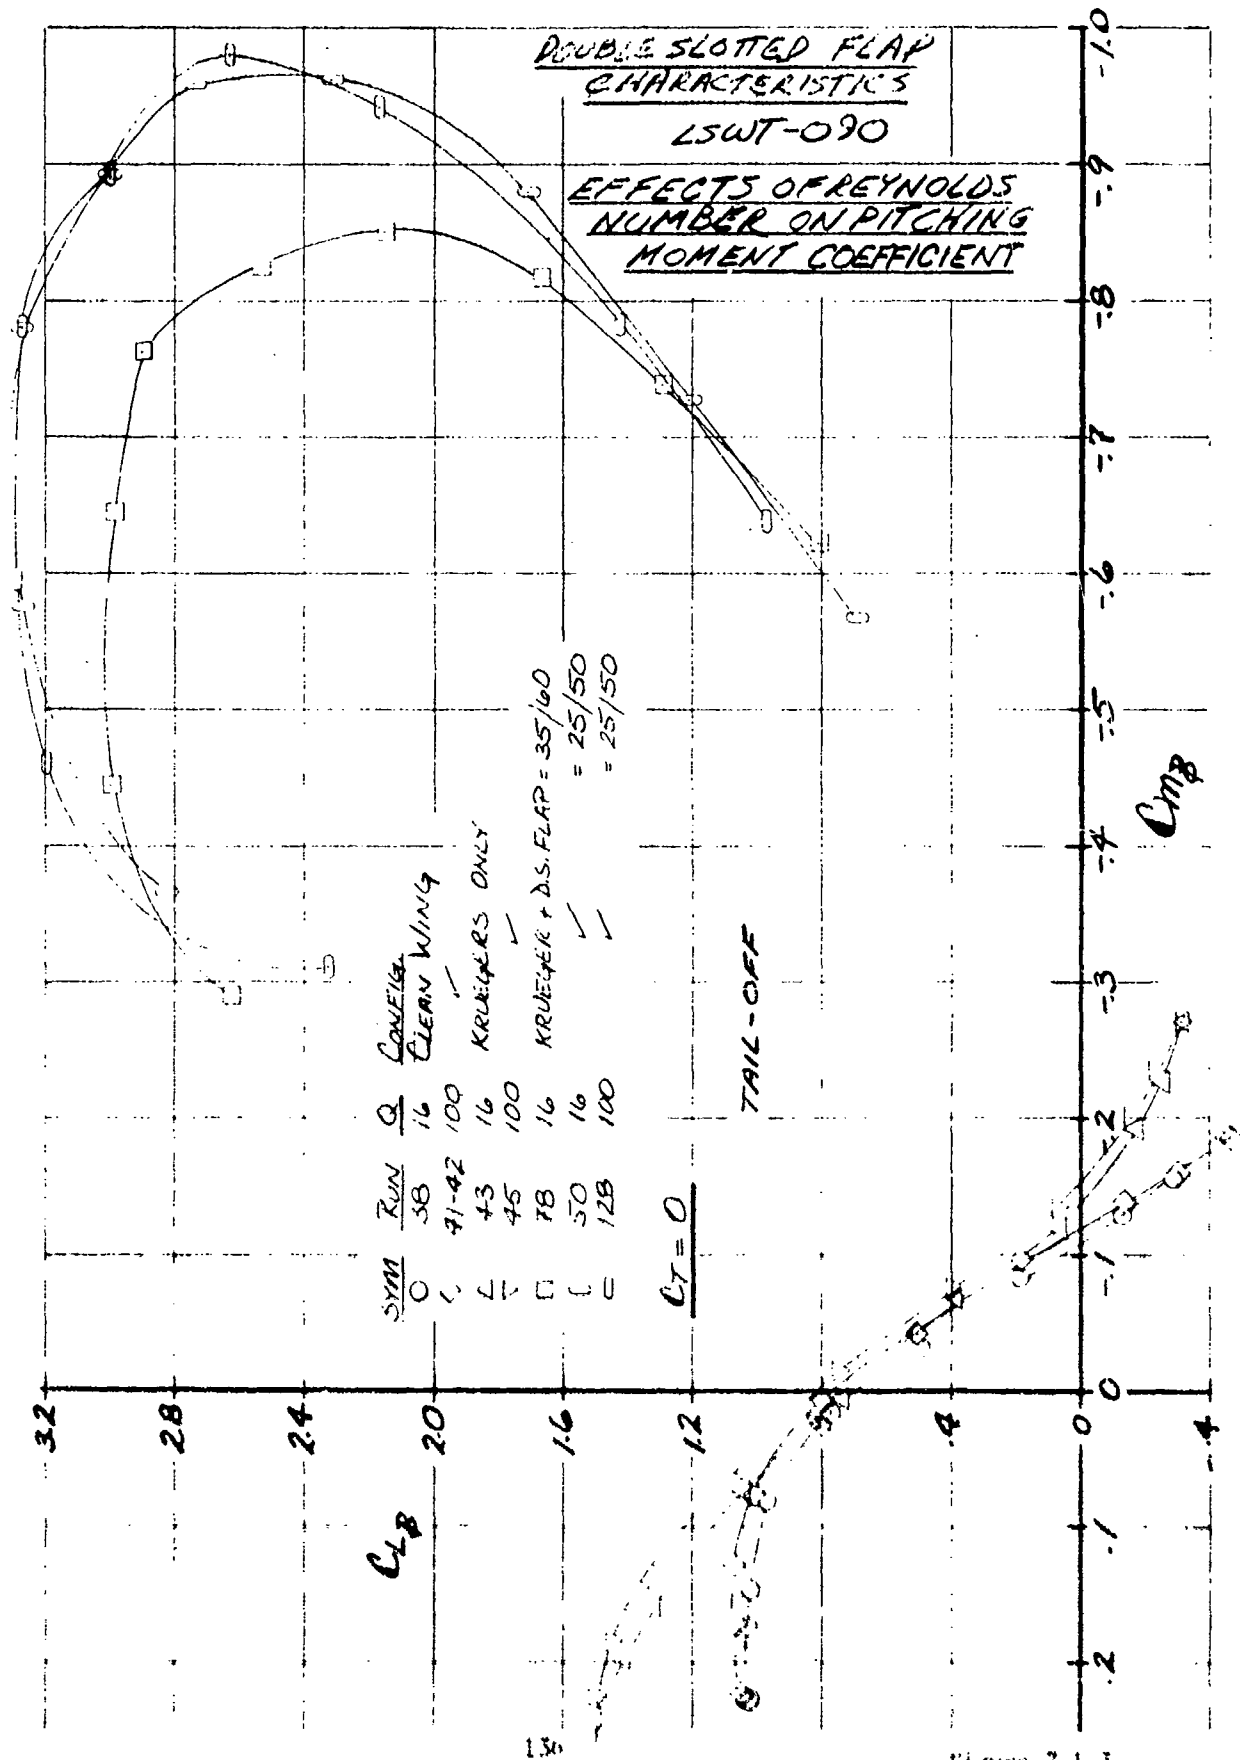 DOUBLE SLOTTED FLAP
CHARACTERISTICS
LSWT-090
EFFECTS OF REYNOLDS
NUMBER ON PITCHING
MOMENT COEFFICIENT
3.2
2.8
2.4
2.0
1.6
1.2
.4
0
-.4
CLB
SYM RUN Q CONFIG.
38 16 CLEAN WING
41-42 100 ✓
43 16 KRUEGERS ONLY
45 100 ✓
78 16 KRUEGER + D.S. FLAP = 35/60
50 16 ✓ = 25/50
128 100 ✓ = 25/50
CT = 0
TAIL-OFF
.2
.1
0
-.1
-.2
-.3
-.4
-.5
-.6
-.7
-.8
-.9
-1.0
CmB
136